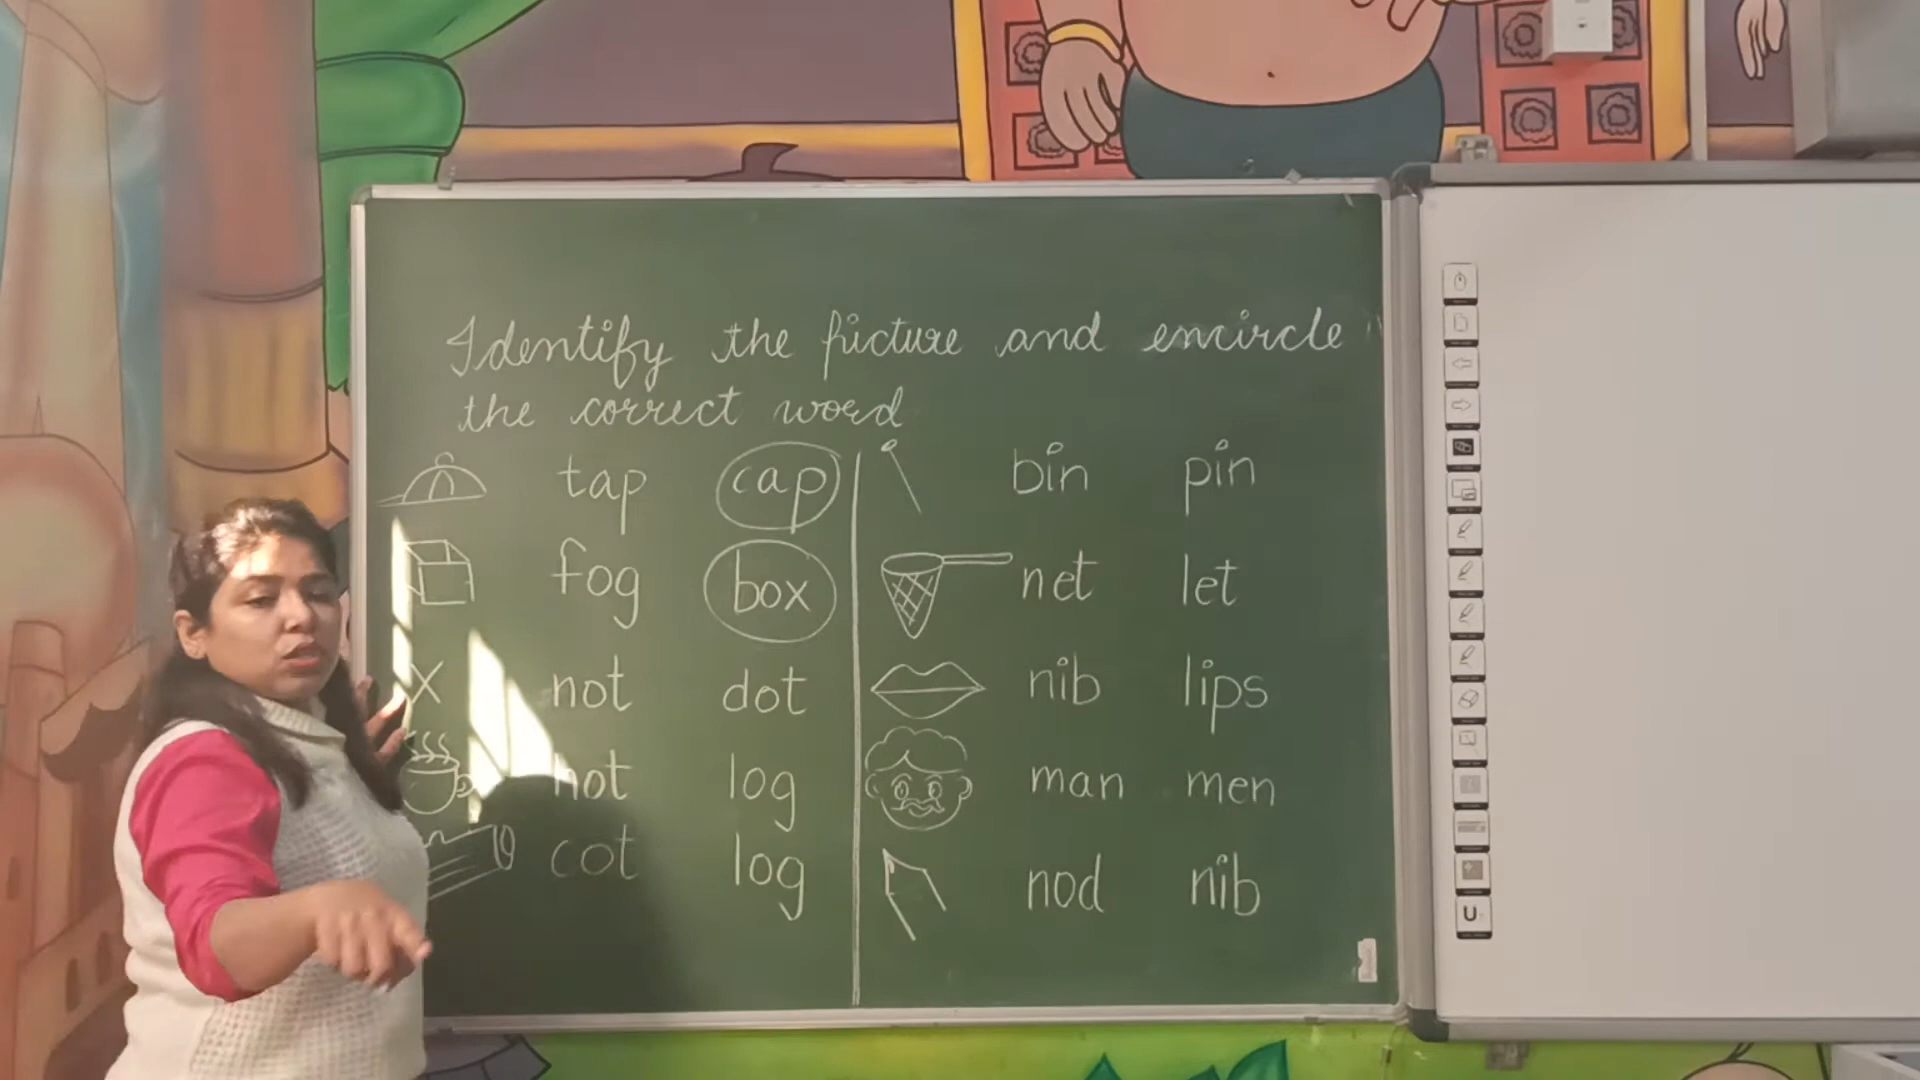 Identify the picture and encircle
the correct word
tap cap
fog box
not dot
hot log
cot log
bin pin
net let
nib lips
man men
nod nib